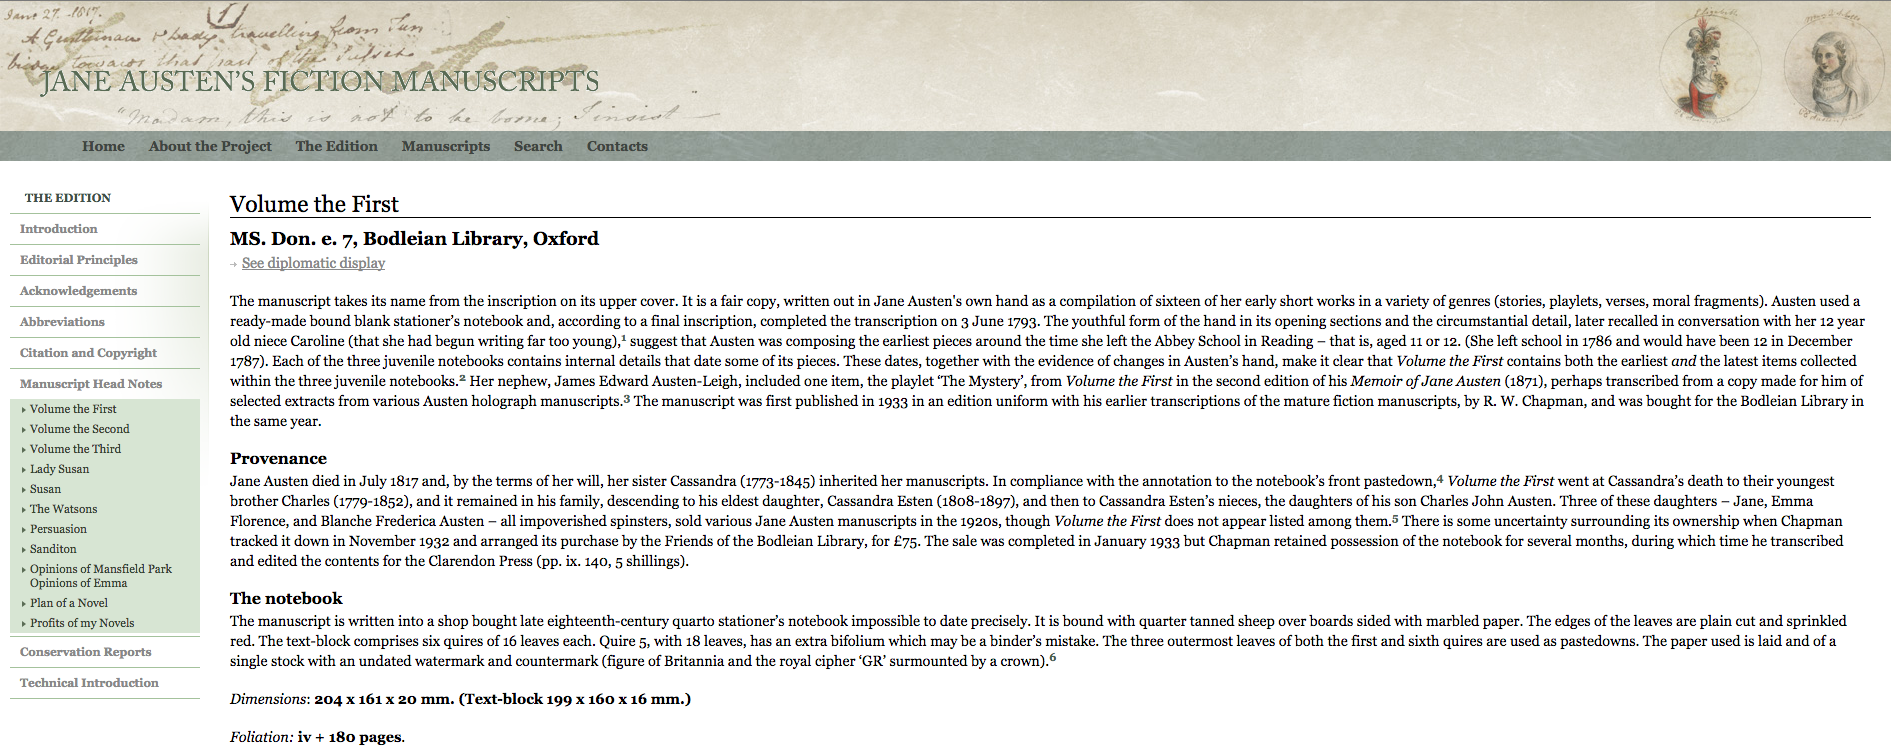 Jany 27. -1817.
A Gentleman & Lady travelling from Tun
bridge towards that part of the Sussex
JANE AUSTEN'S FICTION MANUSCRIPTS
"Madam, this is not to be borne; I insist
Home About the Project The Edition Manuscripts Search Contacts
THE EDITION
Introduction
Editorial Principles
Acknowledgements
Abbreviations
Citation and Copyright
Manuscript Head Notes
Volume the First
Volume the Second
Volume the Third
Lady Susan
Susan
The Watsons
Persuasion
Sanditon
Opinions of Mansfield Park
Opinions of Emma
Plan of a Novel
Profits of my Novels
Conservation Reports
Technical Introduction
Volume the First
MS. Don. e. 7, Bodleian Library, Oxford
→ See diplomatic display
The manuscript takes its name from the inscription on its upper cover. It is a fair copy, written out in Jane Austen's own hand as a compilation of sixteen of her early short works in a variety of genres (stories, playlets, verses, moral fragments). Austen used a
ready-made bound blank stationer’s notebook and, according to a final inscription, completed the transcription on 3 June 1793. The youthful form of the hand in its opening sections and the circumstantial detail, later recalled in conversation with her 12 year
old niece Caroline (that she had begun writing far too young),1 suggest that Austen was composing the earliest pieces around the time she left the Abbey School in Reading – that is, aged 11 or 12. (She left school in 1786 and would have been 12 in December
1787). Each of the three juvenile notebooks contains internal details that date some of its pieces. These dates, together with the evidence of changes in Austen’s hand, make it clear that Volume the First contains both the earliest and the latest items collected
within the three juvenile notebooks.2 Her nephew, James Edward Austen-Leigh, included one item, the playlet ‘The Mystery’, from Volume the First in the second edition of his Memoir of Jane Austen (1871), perhaps transcribed from a copy made for him of
selected extracts from various Austen holograph manuscripts.3 The manuscript was first published in 1933 in an edition uniform with his earlier transcriptions of the mature fiction manuscripts, by R. W. Chapman, and was bought for the Bodleian Library in
the same year.
Provenance
Jane Austen died in July 1817 and, by the terms of her will, her sister Cassandra (1773-1845) inherited her manuscripts. In compliance with the annotation to the notebook’s front pastedown,4 Volume the First went at Cassandra’s death to their youngest
brother Charles (1779-1852), and it remained in his family, descending to his eldest daughter, Cassandra Esten (1808-1897), and then to Cassandra Esten’s nieces, the daughters of his son Charles John Austen. Three of these daughters – Jane, Emma
Florence, and Blanche Frederica Austen – all impoverished spinsters, sold various Jane Austen manuscripts in the 1920s, though Volume the First does not appear listed among them.5 There is some uncertainty surrounding its ownership when Chapman
tracked it down in November 1932 and arranged its purchase by the Friends of the Bodleian Library, for £75. The sale was completed in January 1933 but Chapman retained possession of the notebook for several months, during which time he transcribed
and edited the contents for the Clarendon Press (pp. ix. 140, 5 shillings).
The notebook
The manuscript is written into a shop bought late eighteenth-century quarto stationer’s notebook impossible to date precisely. It is bound with quarter tanned sheep over boards sided with marbled paper. The edges of the leaves are plain cut and sprinkled
red. The text-block comprises six quires of 16 leaves each. Quire 5, with 18 leaves, has an extra bifolium which may be a binder’s mistake. The three outermost leaves of both the first and sixth quires are used as pastedowns. The paper used is laid and of a
single stock with an undated watermark and countermark (figure of Britannia and the royal cipher ‘GR’ surmounted by a crown).6
Dimensions: 204 x 161 x 20 mm. (Text-block 199 x 160 x 16 mm.)
Foliation: iv + 180 pages.